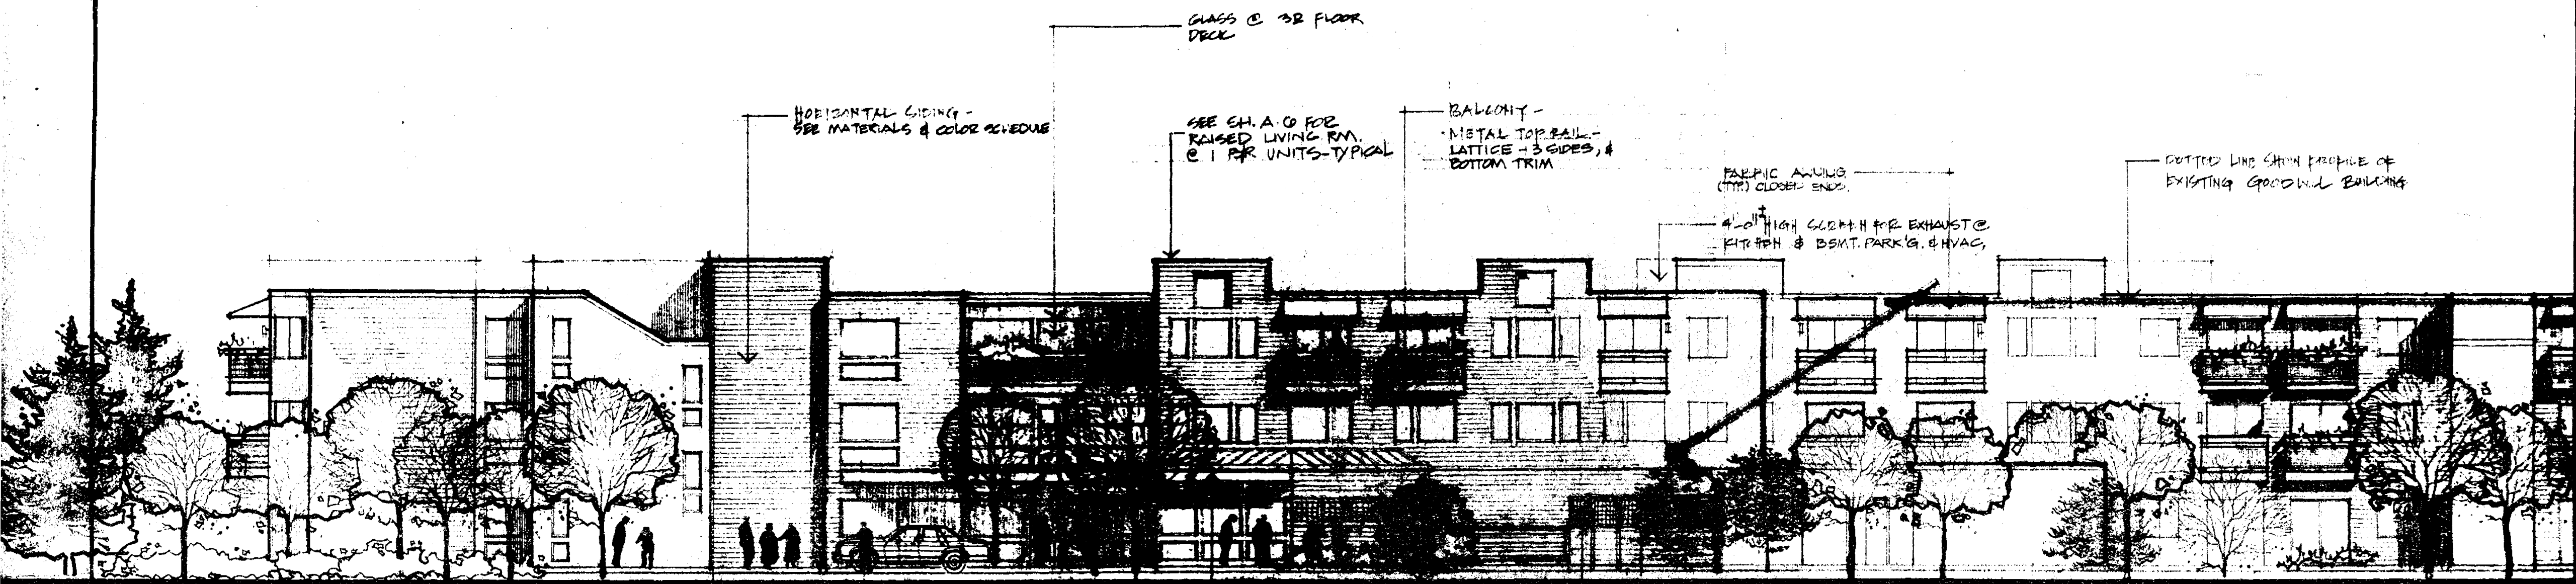 GLASS @ 3R FLOOR
DECK
HORIZONTAL SIDING -
SEE MATERIALS & COLOR SCHEDULE
SEE SH. A.6 FOR
RAISED LIVING RM.
@ 1 BR UNITS-TYPICAL
BALCONY -
• METAL TOP RAIL -
LATTICE - 3 SIDES, &
BOTTOM TRIM
FABRIC AWNING
(TYP.) CLOSED ENDS.
4'-0"± HIGH SCREEN FOR EXHAUST @
KITCHEN & BSMT. PARK'G. & HVAC,
DOTTED LINE SHOW PROFILE OF
EXISTING GOODWILL BUILDING